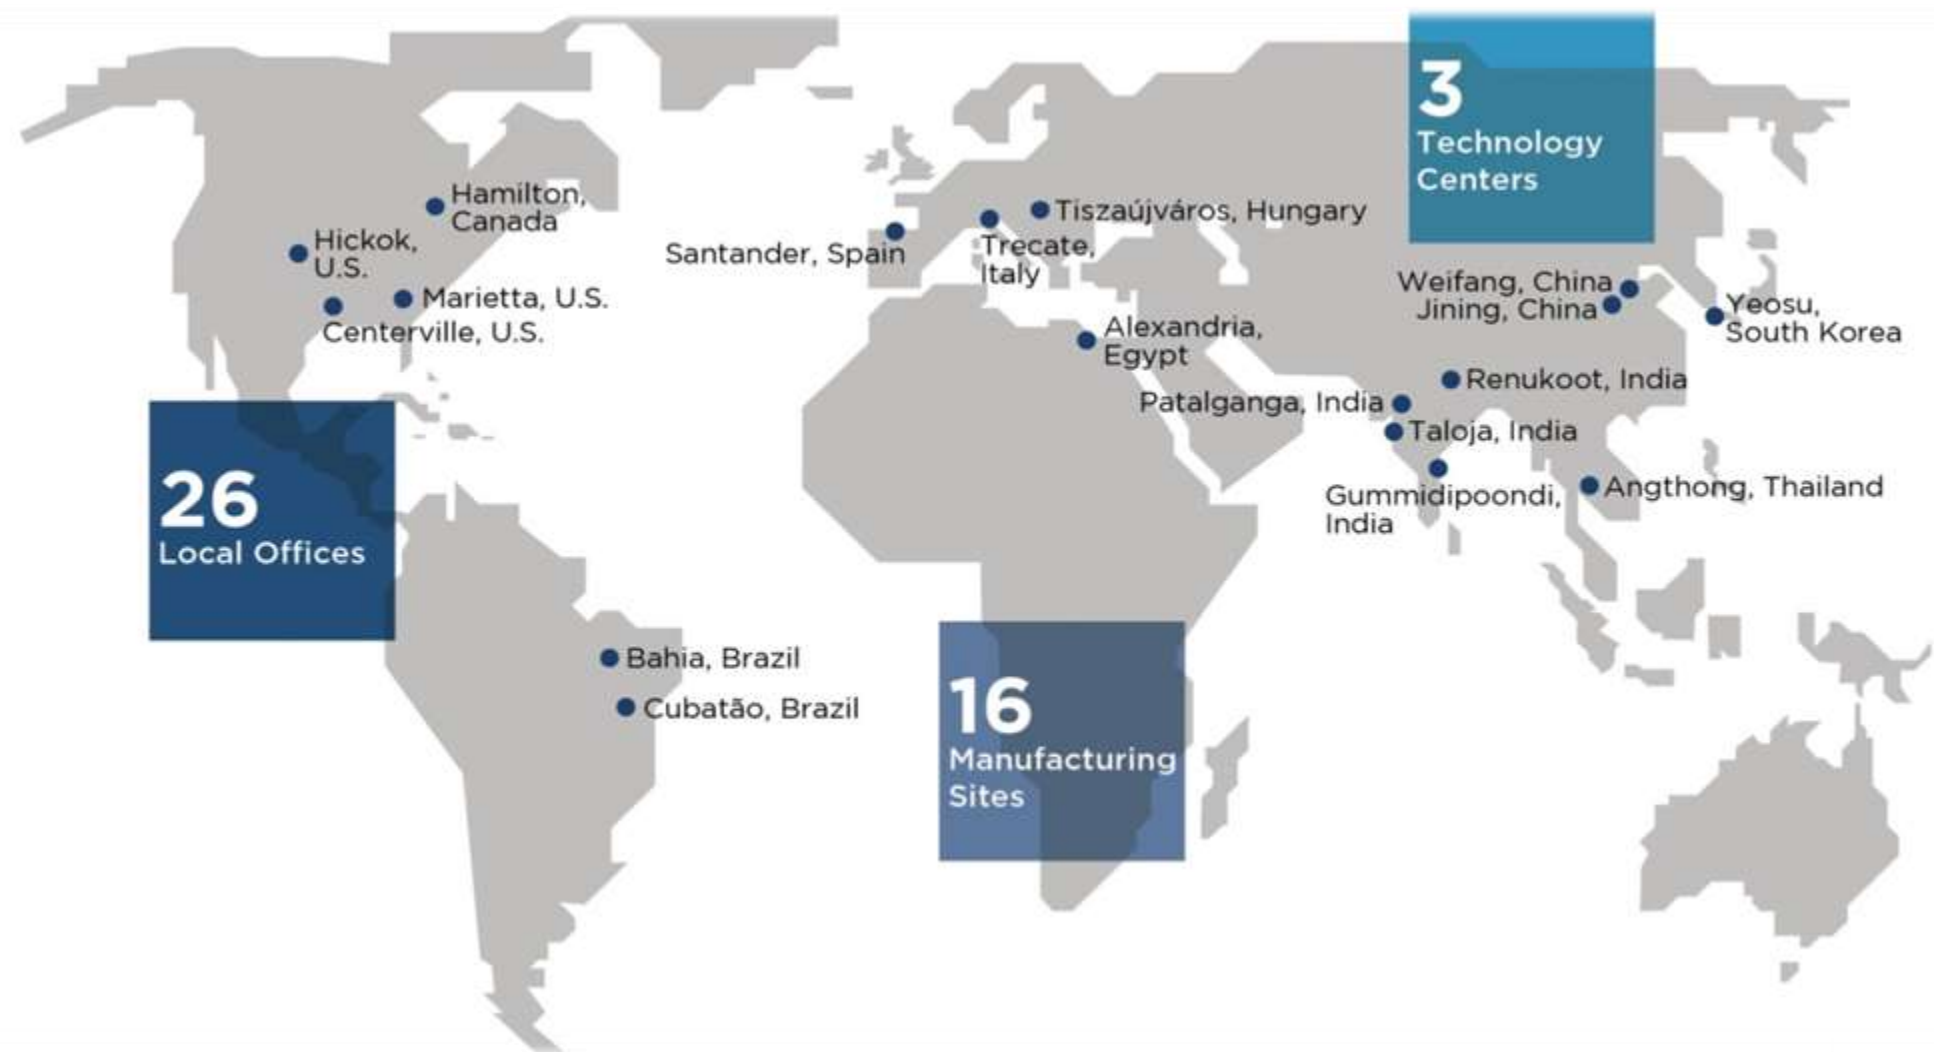 3
Technology
Centers
Hamilton,
Canada
Hickok,
U.S.
Marietta, U.S.
Centerville, U.S.
Tiszaújváros, Hungary
Santander, Spain
Trecate,
Italy
Alexandria,
Egypt
Weifang, China
Jining, China
Yeosu,
South Korea
Renukoot, India
Patalganga, India
Taloja, India
Gummidipoondi,
India
Angthong, Thailand
26
Local Offices
Bahia, Brazil
Cubatão, Brazil
16
Manufacturing
Sites